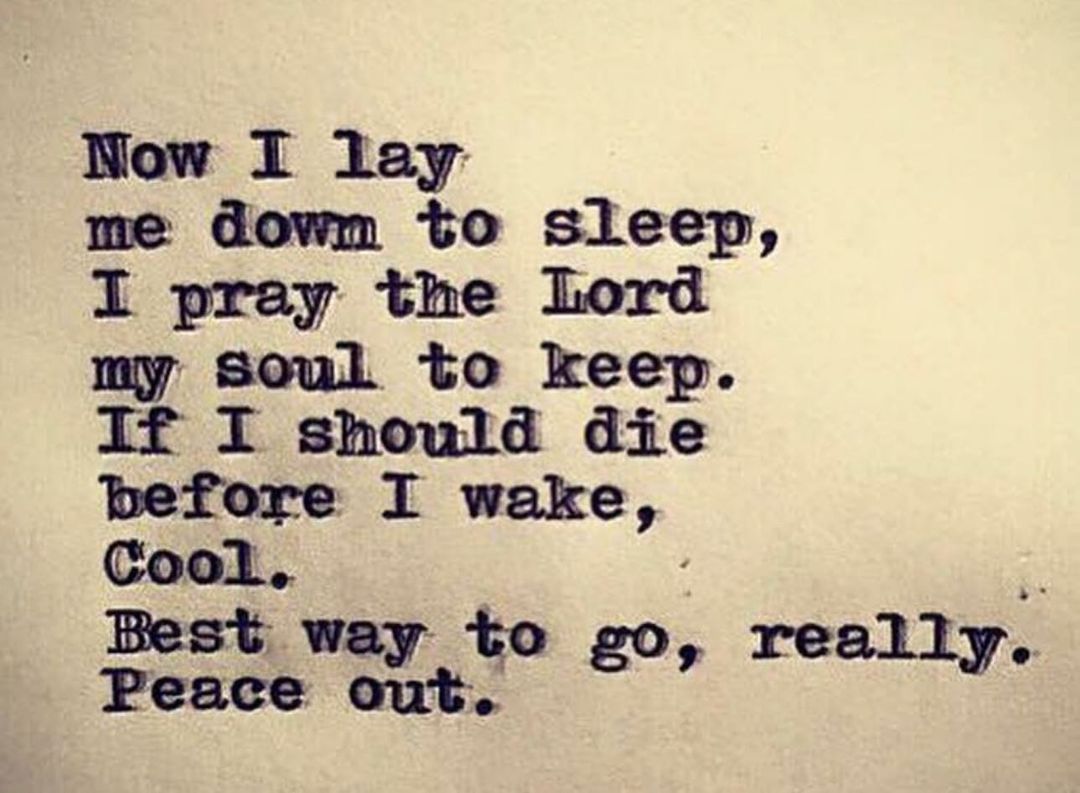 Now I lay
me down to sleep,
I pray the Lord
my soul to keep.
If I should die
before I wake,
Cool.
Best way to go, really.
Peace out.